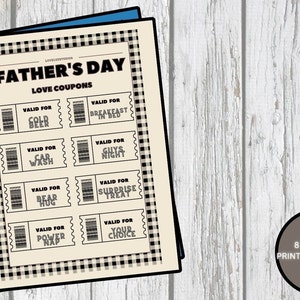 FATHER'S DAY
LOVE COUPONS
VALID FOR
COLD
BEER
VALID FOR
BREAKFAST
IN BED
VALID FOR
CAR
WASH
VALID FOR
GUYS
NIGHT
VALID FOR
BEAR
HUG
VALID FOR
SURPRISE
TREAT
VALID FOR
POWER
NAP
VALID FOR
YOUR
CHOICE
8
PRINT